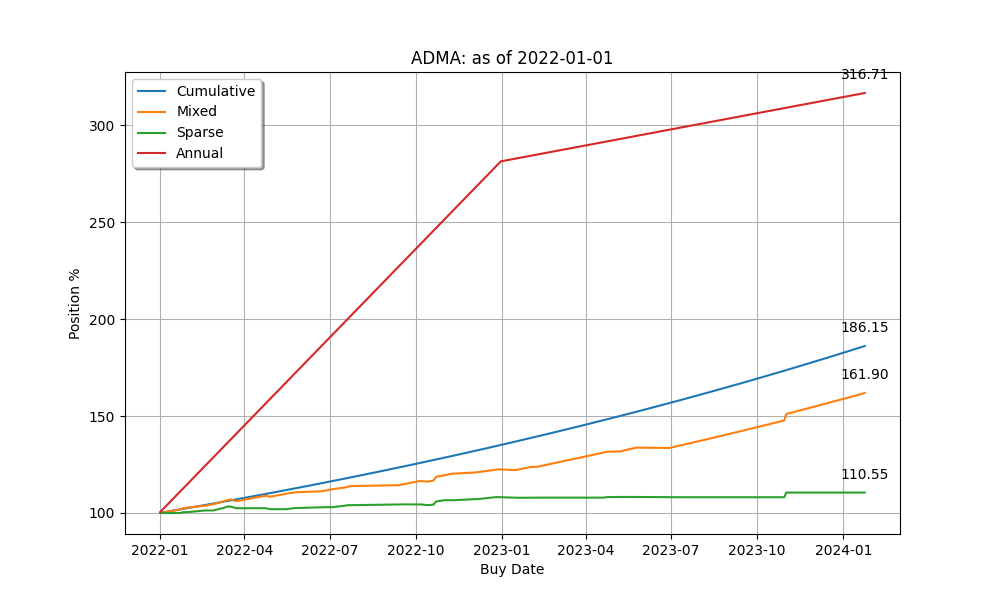 ADMA: as of 2022-01-01
316.71
Cumulative
Mixed
Sparse
Annual
300
250
200
150
100
Position %
186.15
161.90
110.55
2022-01 2022-04 2022-07 2022-10 2023-01 2023-04 2023-07 2023-10 2024-01
Buy Date